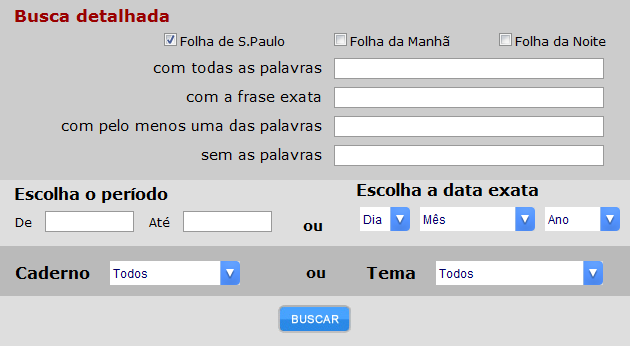 Busca detalhada
Folha de S.Paulo Folha da Manhã Folha da Noite
com todas as palavras
com a frase exata
com pelo menos uma das palavras
sem as palavras
Escolha o período Escolha a data exata
De Até ou Dia Mês Ano
Caderno Todos ou Tema Todos
BUSCAR